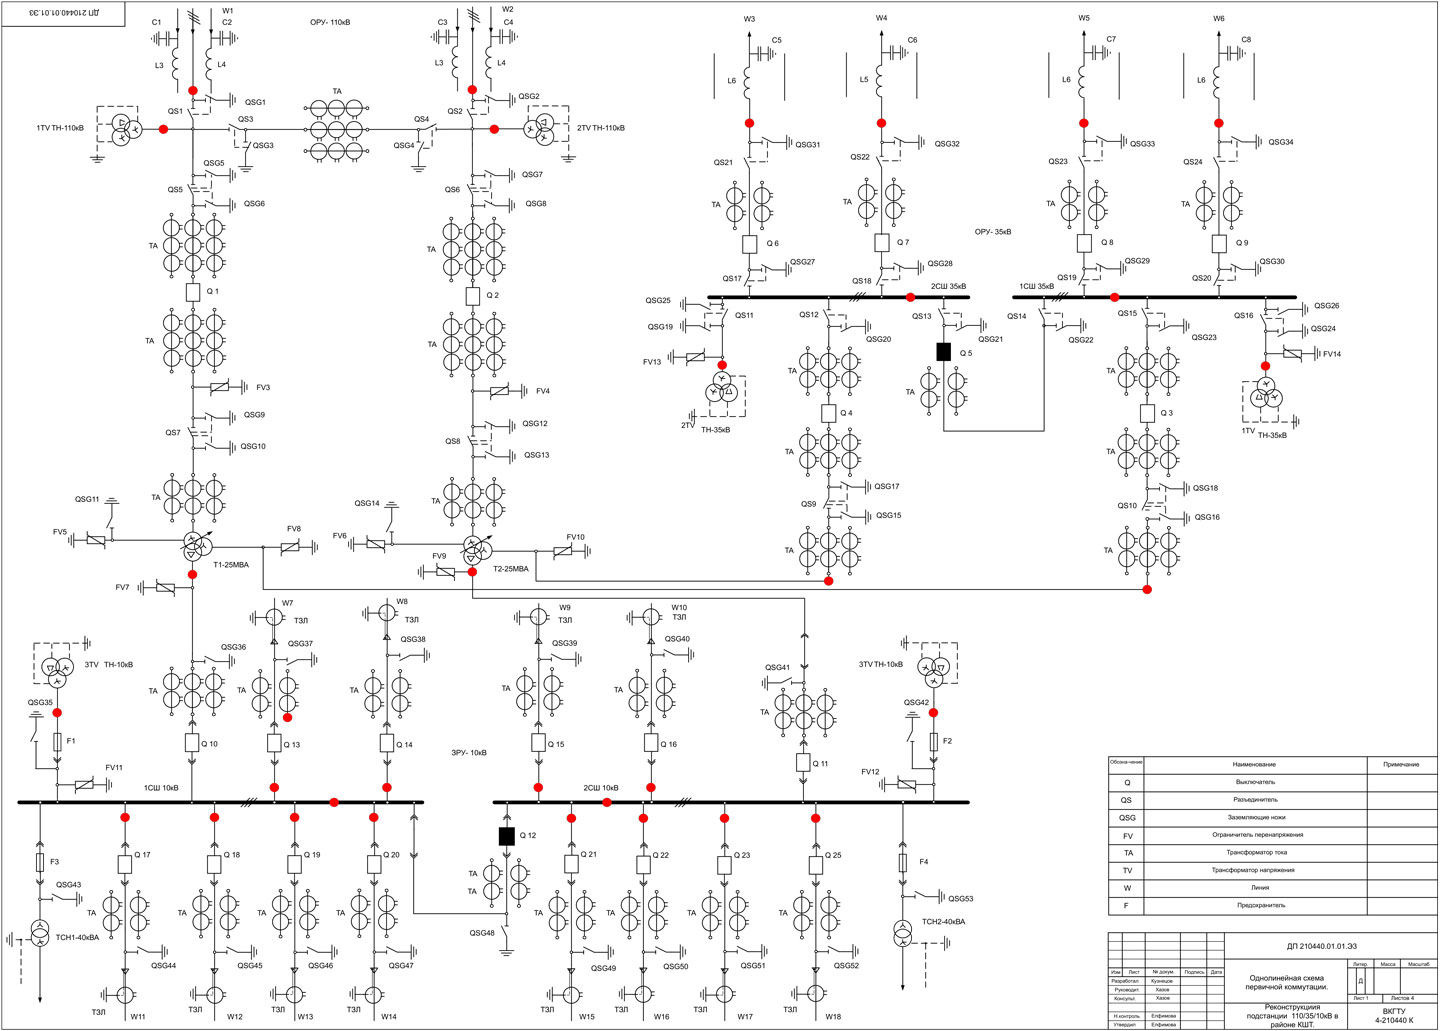 ДП 210440.01.01.ЭЗ
C1
W1
C2
L3
L4
ОРУ- 110кВ
C3
W2
C4
L3
L4
QS1
QSG1
TA
QS2
QSG2
1TV ТН-110кВ
QS3
QSG3
QS4
QSG4
2TV ТН-110кВ
QSG5
QS5
QSG6
QSG7
QS6
QSG8
TA
TA
Q 1
Q 2
TA
TA
FV3
FV4
QSG9
QS7
QSG10
QSG12
QS8
QSG13
TA
TA
QSG11
QSG14
FV5
FV8
FV6
FV10
T1-25МВА
FV9
T2-25МВА
FV7
W3
W4
W5
W6
C5
C6
C7
C8
L6
L5
L6
L6
QSG31
QSG32
QSG33
QSG34
QS21
QS22
QS23
QS24
TA
TA
TA
TA
ОРУ- 35кВ
Q 6
Q 7
Q 8
Q 9
QSG27
QSG28
QSG29
QSG30
QS17
QS18
QS19
QS20
2СШ 35кВ
1СШ 35кВ
QSG25
QS11
QSG19
QS12
QSG20
QS13
QSG21
QS14
QSG22
QS15
QSG23
QS16
QSG26
QSG24
FV13
FV14
Q 5
TA
TA
TA
2TV
ТН-35кВ
Q 4
Q 3
1TV
ТН-35кВ
TA
TA
QSG17
QS9
QSG15
QSG18
QS10
QSG16
TA
TA
W7
ТЗЛ
W8
ТЗЛ
W9
ТЗЛ
W10
ТЗЛ
3TV ТН-10кВ
QSG36
QSG37
QSG38
QSG39
QSG40
QSG41
3TV ТН-10кВ
QSG35
TA
TA
TA
TA
TA
TA
QSG42
F1
Q 10
Q 13
Q 14
ЗРУ- 10кВ
Q 15
Q 16
Q 11
F2
FV11
FV12
1СШ 10кВ
2СШ 10кВ
F3
Q 17
Q 18
Q 19
Q 20
Q 12
Q 21
Q 22
Q 23
Q 25
F4
QSG43
TA
TA
TA
TA
TA
TA
TA
TA
TA
TA
QSG53
ТСН1-40кВА
QSG48
ТСН2-40кВА
QSG44
QSG45
QSG46
QSG47
QSG49
QSG50
QSG51
QSG52
ТЗЛ
W11
W12
W13
W14
ТЗЛ
W15
W16
W17
W18
Обозначение
Наименование
Примечание
Q
Выключатель
QS
Разъединитель
QSG
Заземляющие ножи
FV
Ограничитель перенапряжения
TA
Трансформатор тока
TV
Трансформатор напряжения
W
Линия
F
Предохранитель
ДП 210440.01.01.ЭЗ
Изм
Лист
№ докум.
Подпись
Дата
Разработал
Кузнецов
Руководит.
Хазов
Консульт.
Хазов
Н контроль
Елфимова
Утвердил
Елфимова
Однолинейная схема
первичной коммутации.
Литер.
Масса
Масштаб
Д
Лист 1
Листов 4
Реконструкциия
подстанции 110/35/10кВ в
районе КШТ.
ВКГТУ
4-210440 К